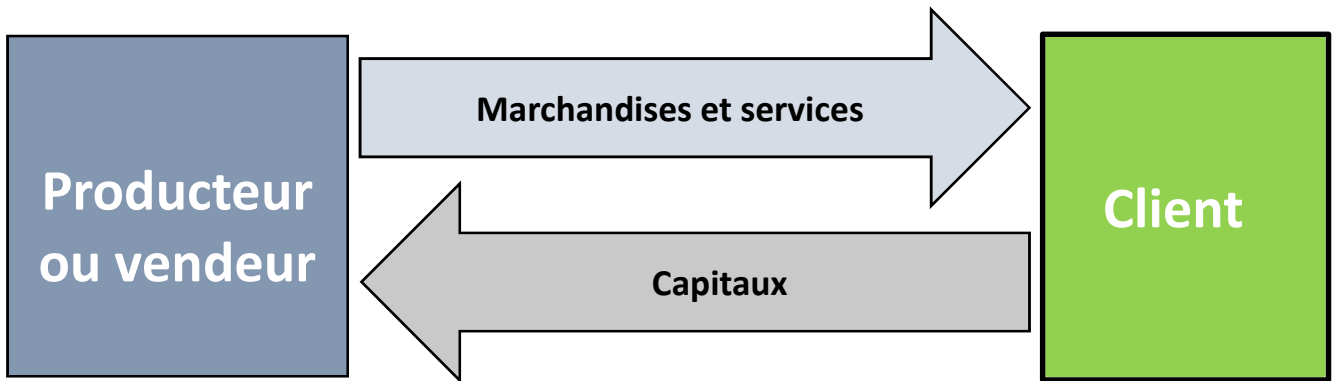 Marchandises et services
Producteur
ou vendeur
Client
Capitaux